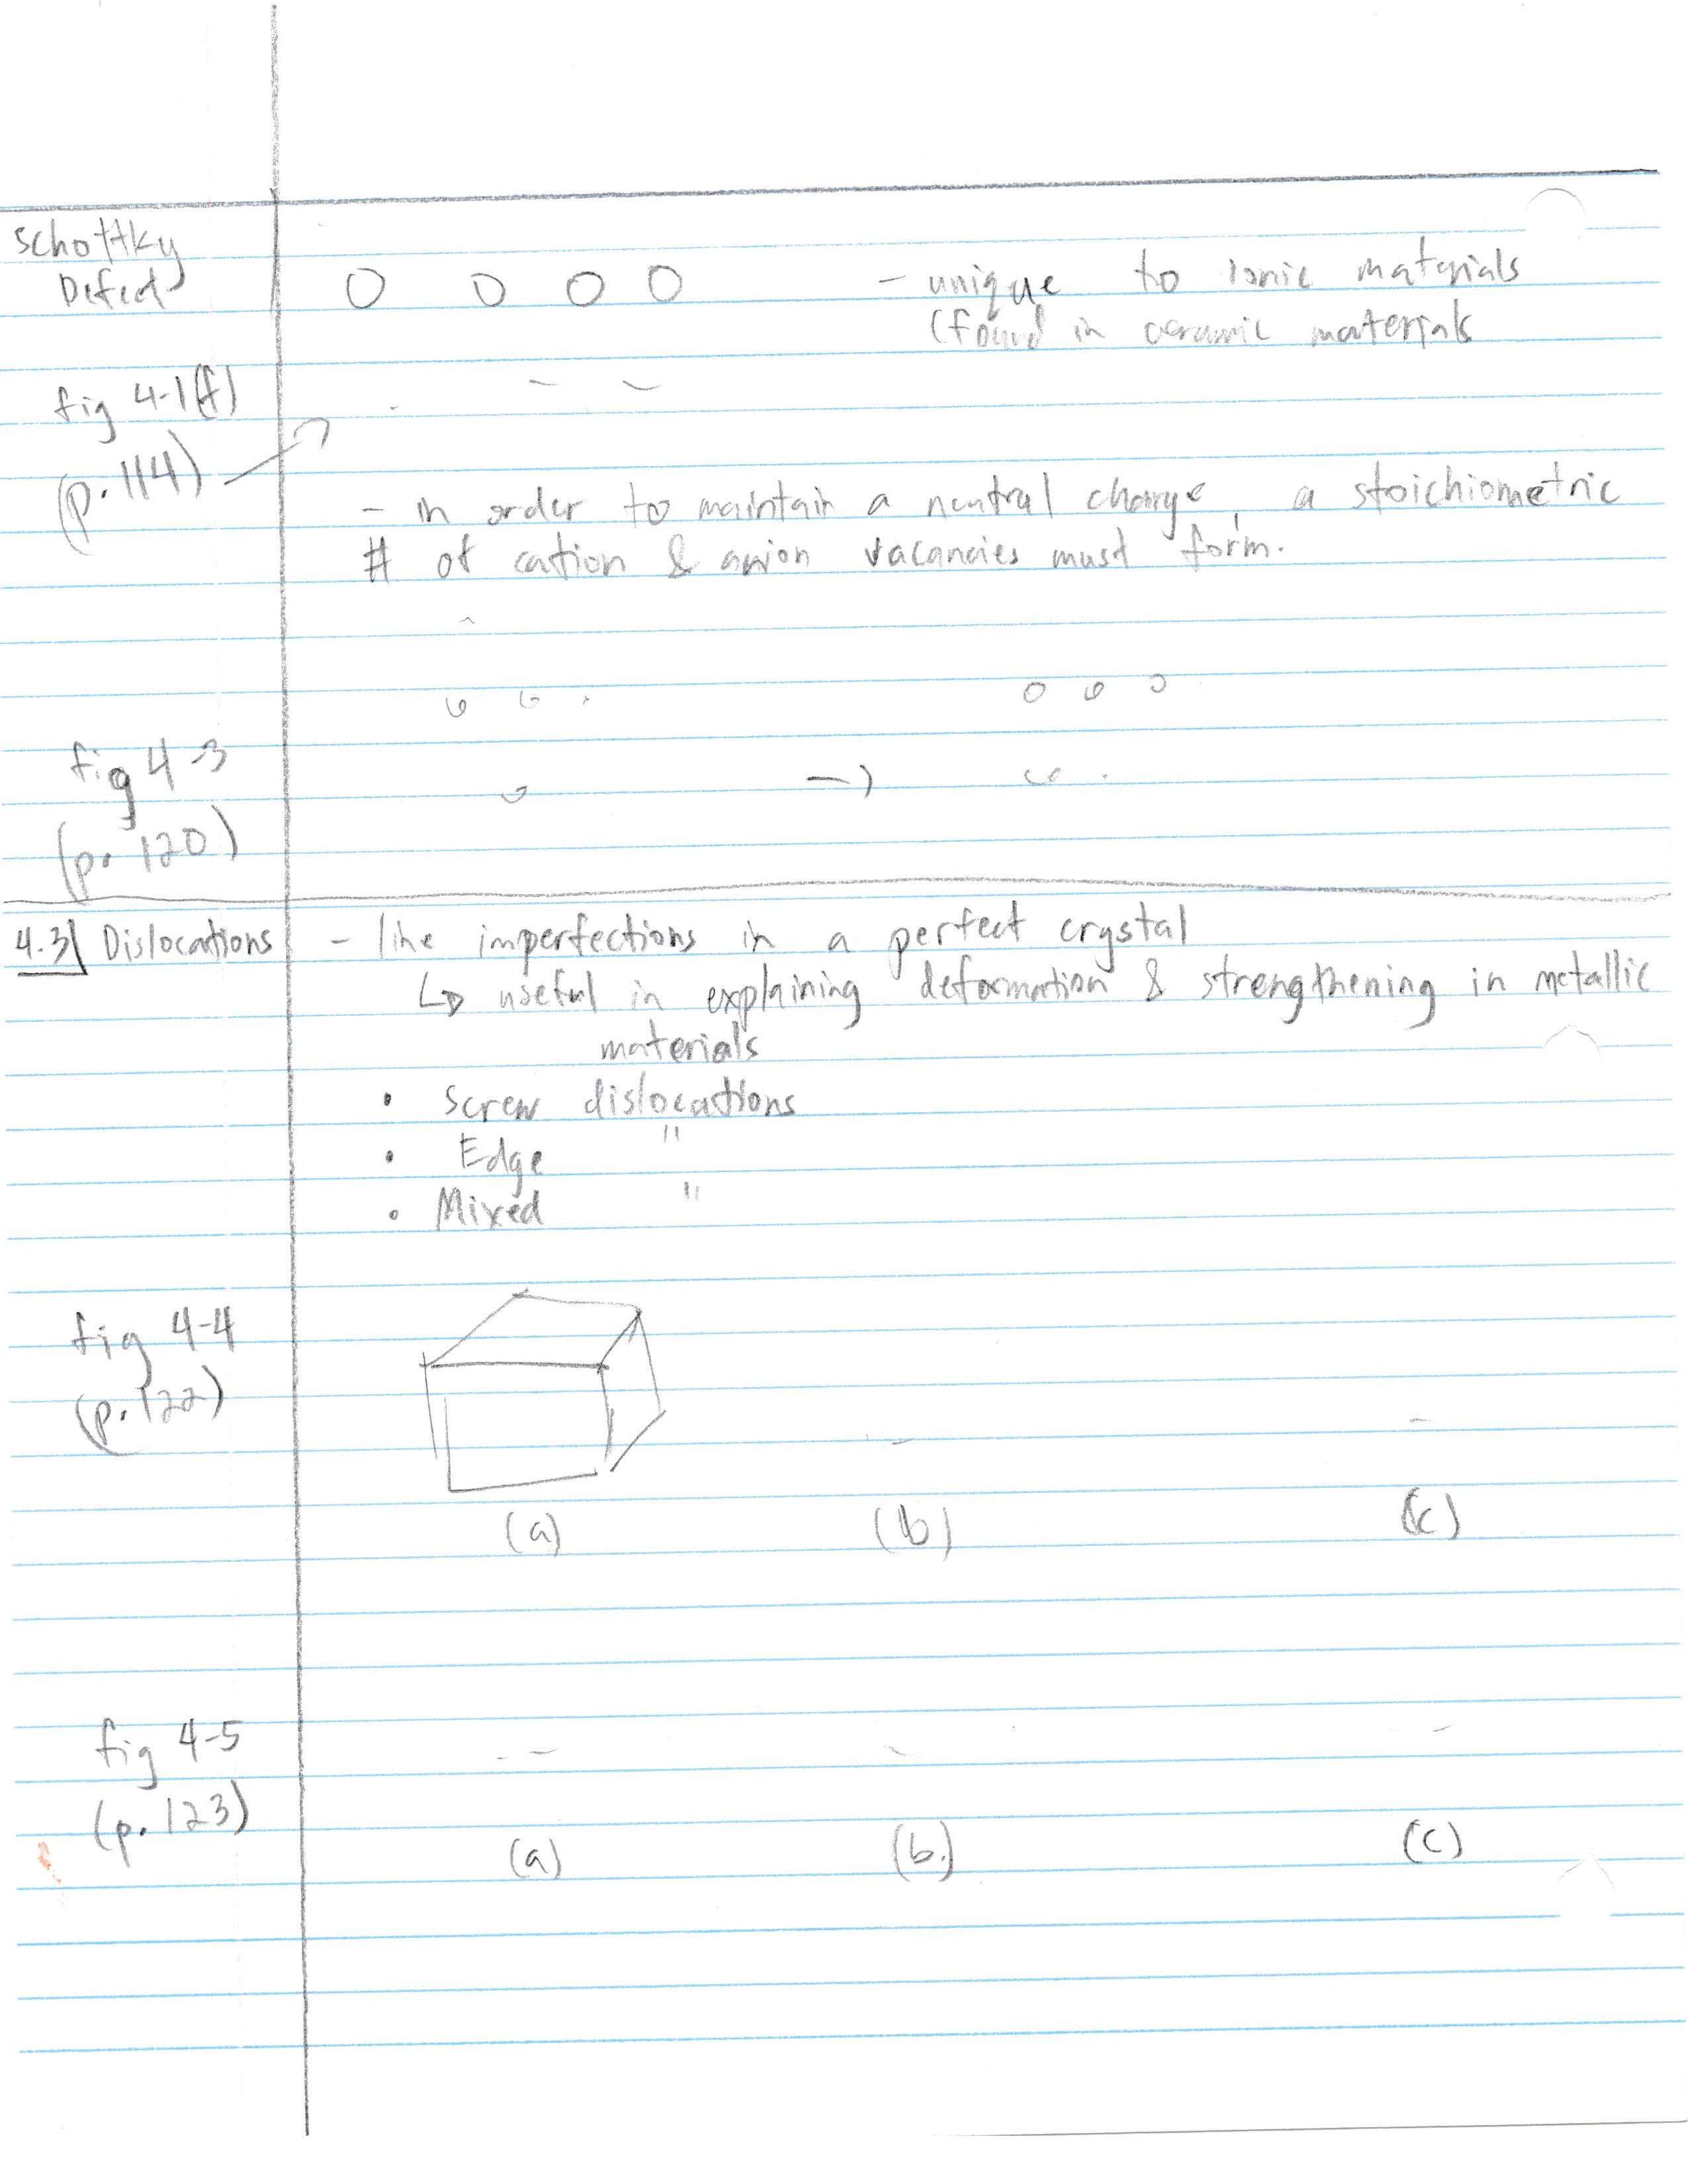 Schottky
Defect
- unique to ionic materials
(found in ceramic materials
fig 4-1(f)
(p. 114)
- in order to maintain a neutral charge, a stoichiometric
# of cation & anion vacancies must form.
fig 4-3
(p. 120)
4.3 Dislocations
- line imperfections in a perfect crystal
↳ useful in explaining deformation & strengthening in metallic
materials
• Screw dislocations
• Edge "
• Mixed "
fig 4-4
(p. 122)
(a) (b) (c)
fig 4-5
(p. 123)
(a) (b.) (c)